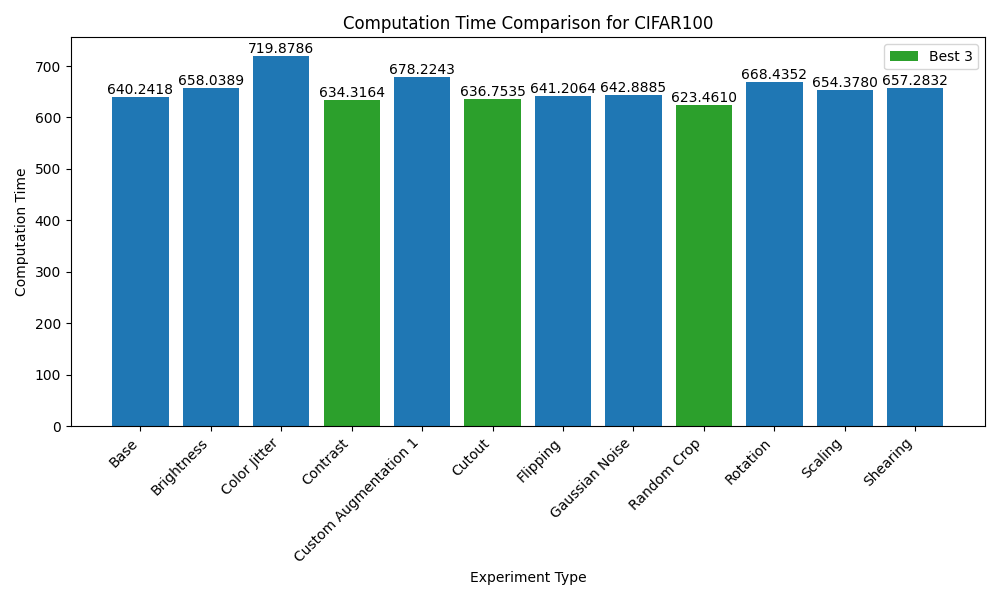 Computation Time Comparison for CIFAR100
Best 3
640.2418
658.0389
719.8786
634.3164
678.2243
636.7535
641.2064
642.8885
623.4610
668.4352
654.3780
657.2832
Computation Time
700
600
500
400
300
200
100
0
Base
Brightness
Color Jitter
Contrast
Custom Augmentation 1
Cutout
Flipping
Gaussian Noise
Random Crop
Rotation
Scaling
Shearing
Experiment Type